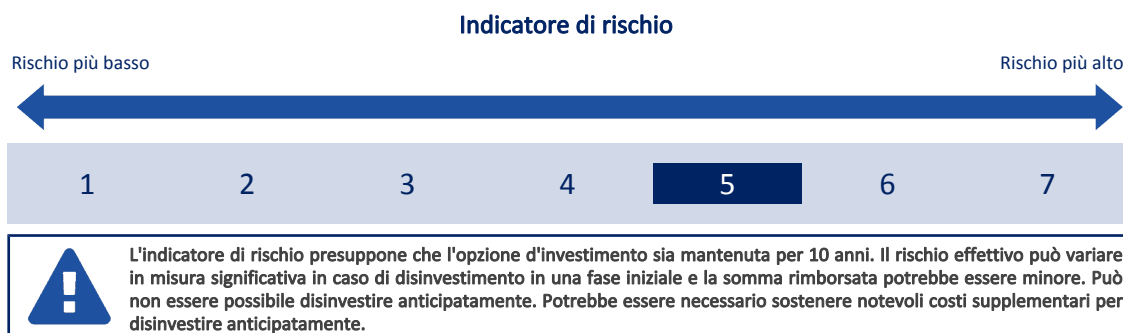 Indicatore di rischio
Rischio più basso
Rischio più alto
1 2 3 4 5 6 7
L'indicatore di rischio presuppone che l'opzione d'investimento sia mantenuta per 10 anni. Il rischio effettivo può variare
in misura significativa in caso di disinvestimento in una fase iniziale e la somma rimborsata potrebbe essere minore. Può
non essere possibile disinvestire anticipatamente. Potrebbe essere necessario sostenere notevoli costi supplementari per
disinvestire anticipatamente.